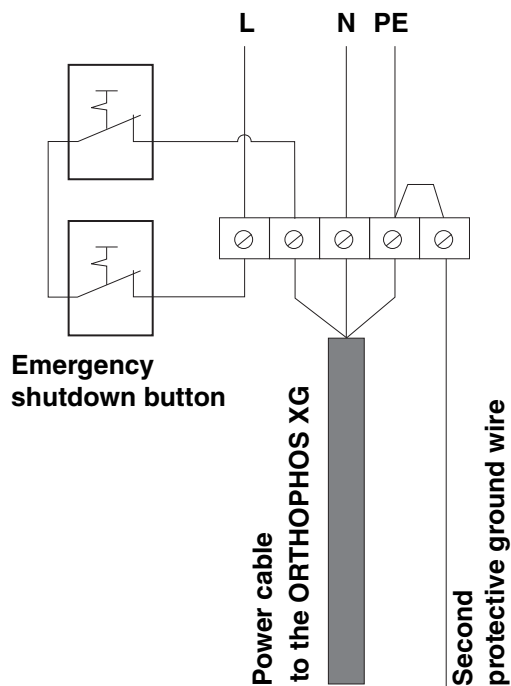 L
N
PE
Emergency
shutdown button
Power cable
to the ORTHOPHOS XG
Second
protective ground wire